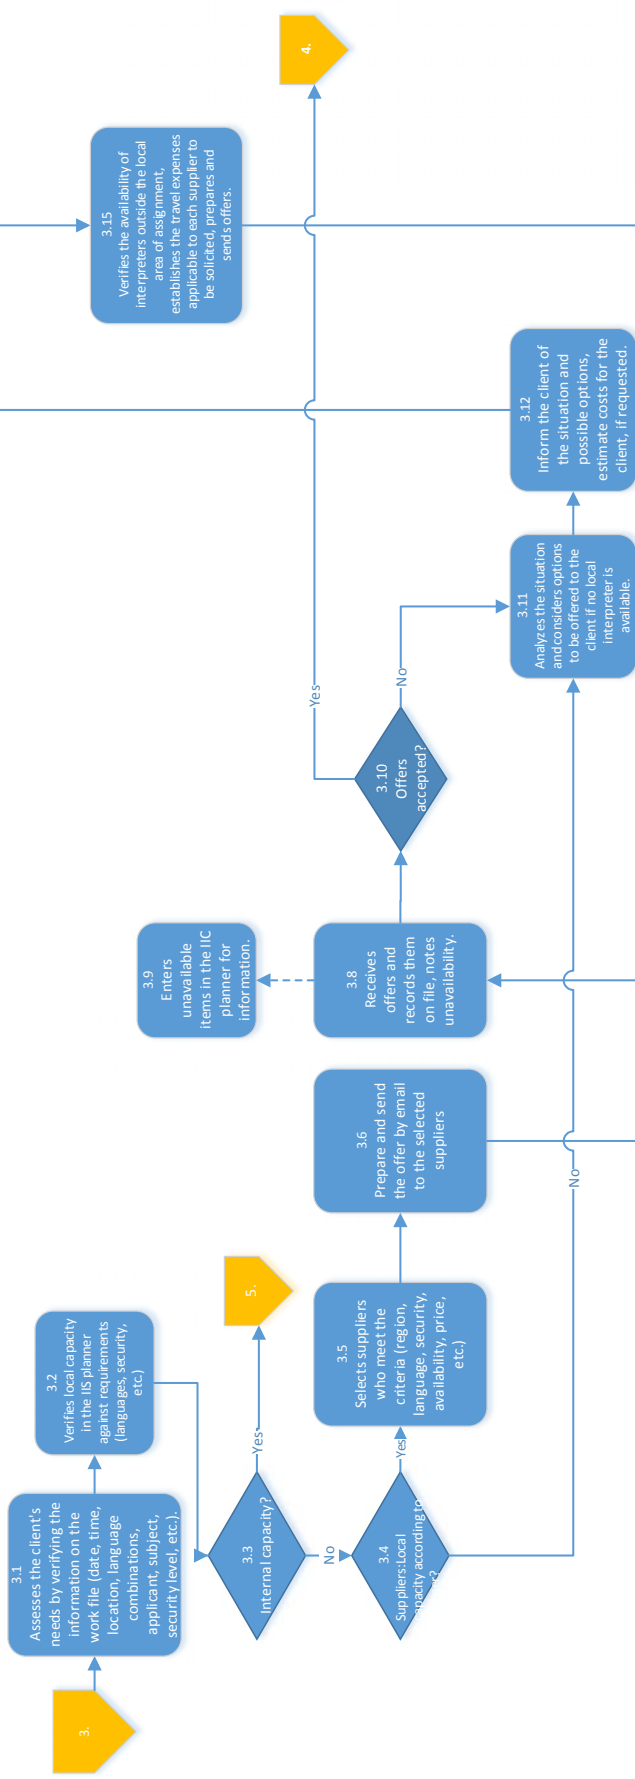 3.
3.1
Assesses the client's
needs by verifying the
information on the
work file (date, time,
location, language
combinations,
applicant, subject,
security level, etc.).
3.2
Verifies local capacity
in the IIS planner
against requirements
(languages, security,
etc.)
3.3
Internal capacity?
Yes
5.
No
3.4
Suppliers:Local
capacity according to
?
Yes
No
3.5
Selects suppliers
who meet the
criteria (region,
language, security,
availability, price,
etc.)
3.6
Prepare and send
the offer by email
to the selected
suppliers
3.8
Receives
offers and
records them
on file, notes
unavailability.
3.9
Enters
unavailable
items in the IIC
planner for
information.
3.10
Offers
accepted?
Yes
No
4.
3.11
Analyzes the situation
and considers options
to be offered to the
client if no local
interpreter is
available.
3.12
Inform the client of
the situation and
possible options,
estimate costs for the
client, if requested.
3.15
Verifies the availability of
interpreters outside the local
area of assignment,
establishes the travel expenses
applicable to each supplier to
be solicited, prepares and
sends offers.